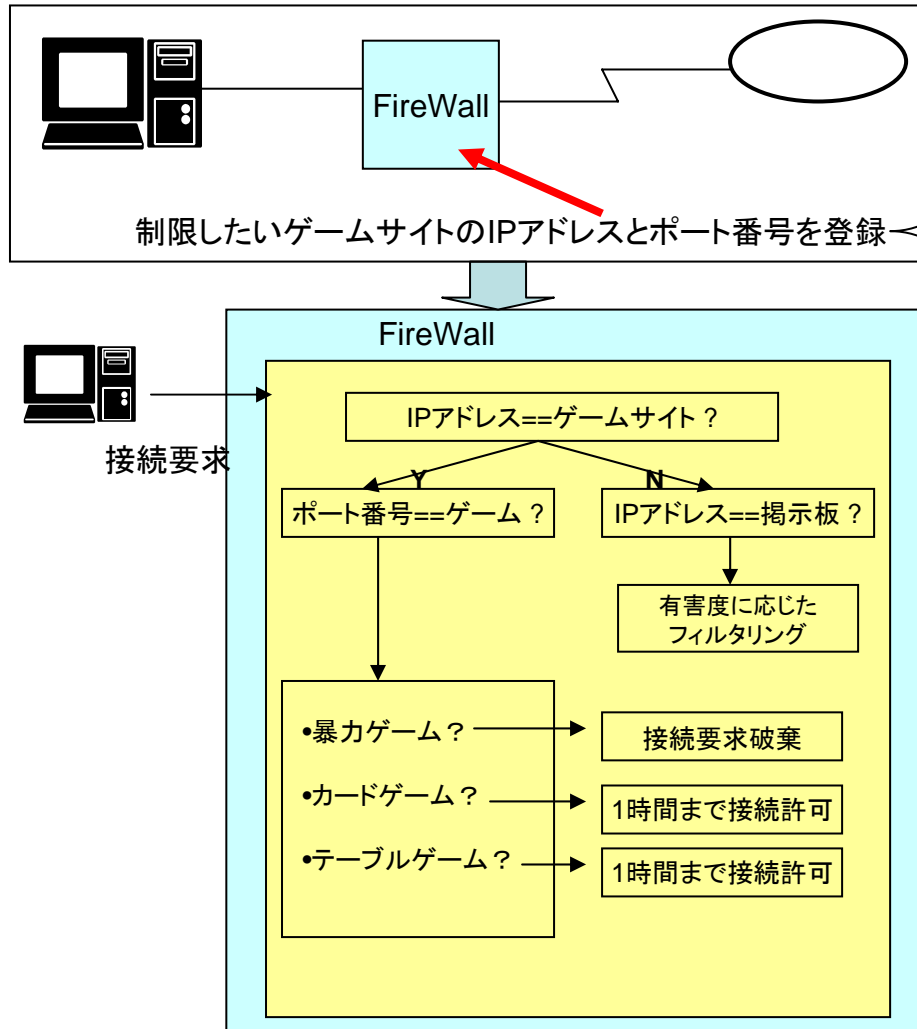 FireWall
制限したいゲームサイトのIPアドレスとポート番号を登録
FireWall
接続要求
IPアドレス==ゲームサイト？
Y
N
ポート番号==ゲーム？
IPアドレス==掲示板？
有害度に応じた
フィルタリング
•暴力ゲーム？
接続要求破棄
•カードゲーム？
1時間まで接続許可
•テーブルゲーム？
1時間まで接続許可